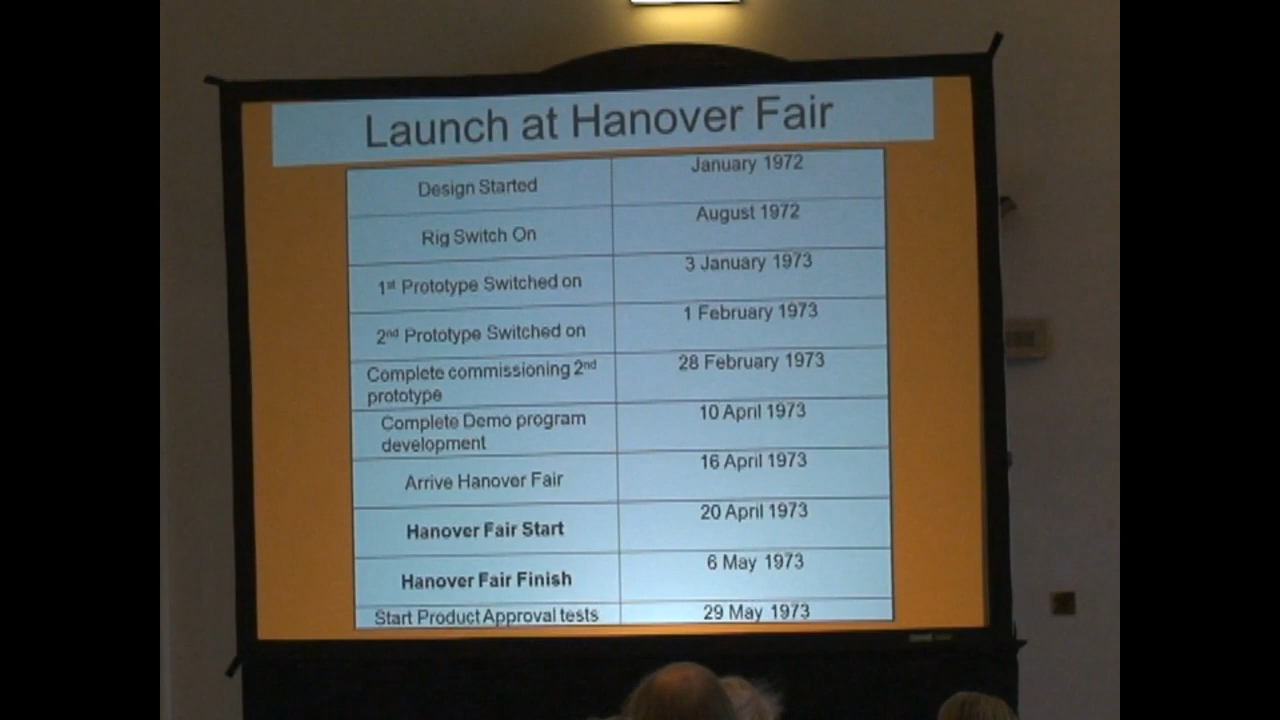 Launch at Hanover Fair
Design Started January 1972
Rig Switch On August 1972
1st Prototype Switched on 3 January 1973
2nd Prototype Switched on 1 February 1973
Complete commissioning 2nd 28 February 1973
prototype
Complete Demo program 10 April 1973
development
Arrive Hanover Fair 16 April 1973
Hanover Fair Start 20 April 1973
Hanover Fair Finish 6 May 1973
Start Product Approval tests 29 May 1973